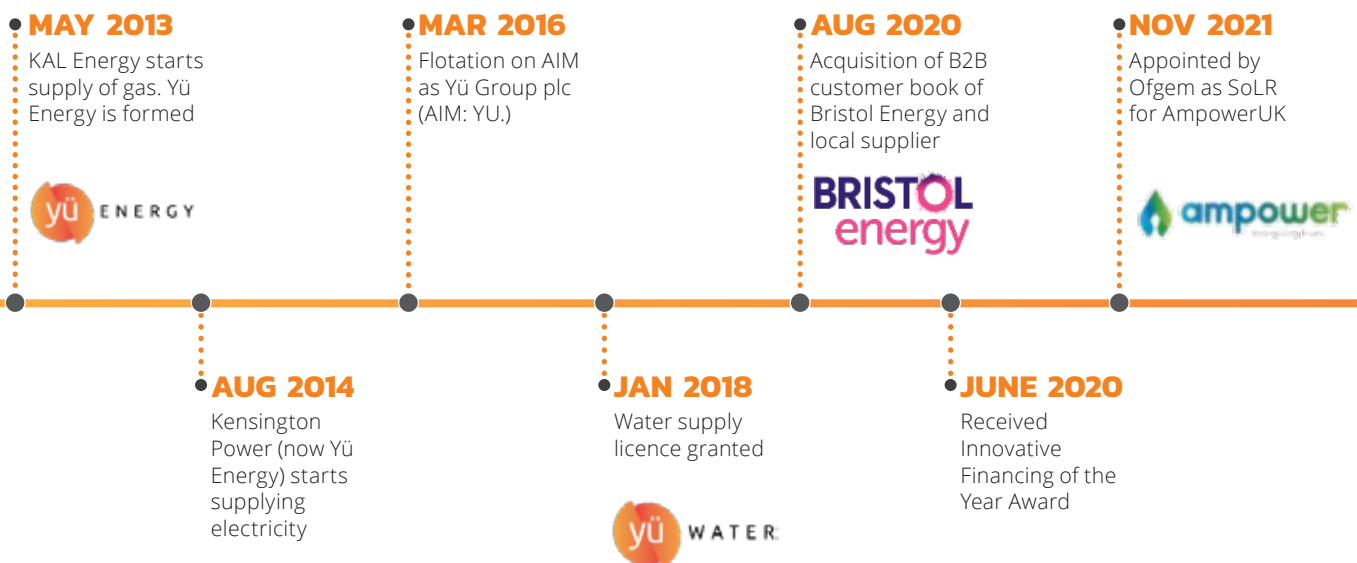 MAY 2013
KAL Energy starts
supply of gas. Yü
Energy is formed
yü ENERGY
MAR 2016
Flotation on AIM
as Yü Group plc
(AIM: YU.)
AUG 2020
Acquisition of B2B
customer book of
Bristol Energy and
local supplier
BRISTOL
energy
NOV 2021
Appointed by
Ofgem as SoLR
for AmpowerUK
ampower
AUG 2014
Kensington
Power (now Yü
Energy) starts
supplying
electricity
JAN 2018
Water supply
licence granted
yü WATER
JUNE 2020
Received
Innovative
Financing of the
Year Award